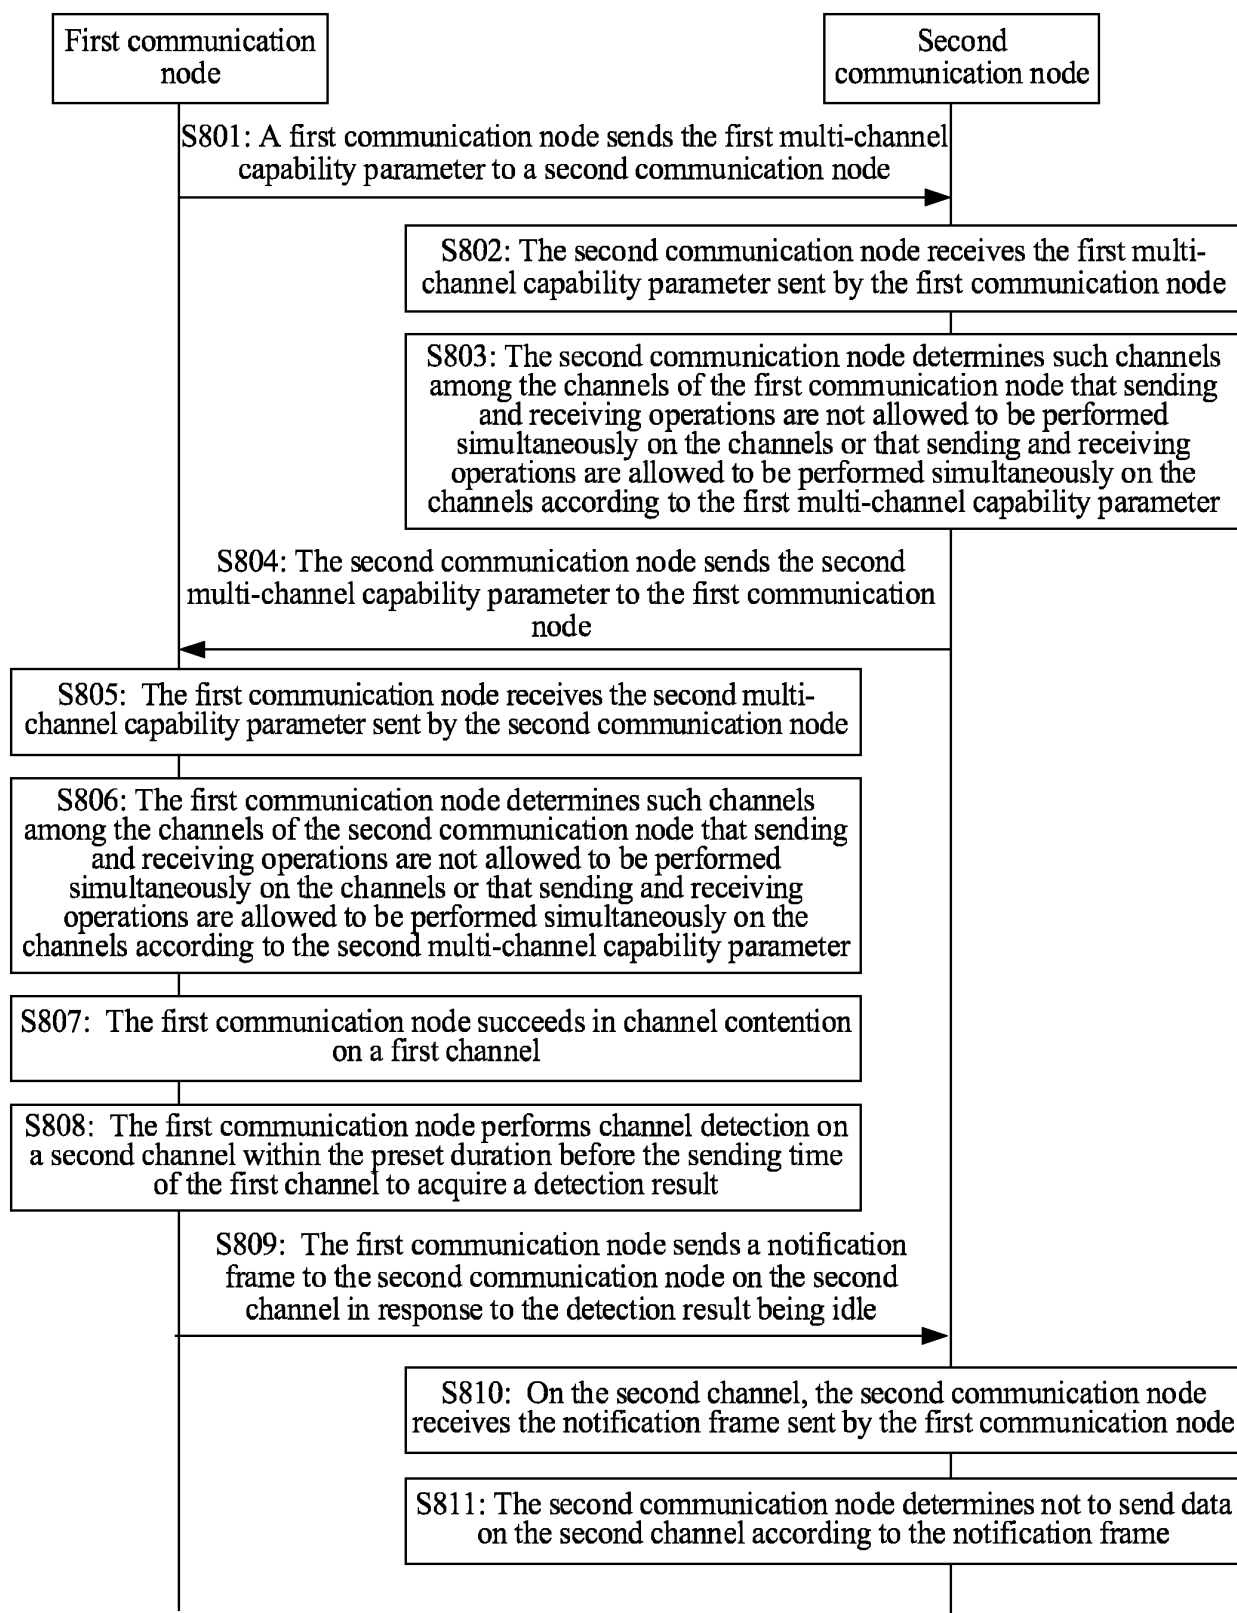 First communication
node
Second
communication node
S801: A first communication node sends the first multi-channel
capability parameter to a second communication node
S802: The second communication node receives the first multi-
channel capability parameter sent by the first communication node
S803: The second communication node determines such channels
among the channels of the first communication node that sending
and receiving operations are not allowed to be performed
simultaneously on the channels or that sending and receiving
operations are allowed to be performed simultaneously on the
channels according to the first multi-channel capability parameter
S804: The second communication node sends the second
multi-channel capability parameter to the first communication
node
S805: The first communication node receives the second multi-
channel capability parameter sent by the second communication node
S806: The first communication node determines such channels
among the channels of the second communication node that sending
and receiving operations are not allowed to be performed
simultaneously on the channels or that sending and receiving
operations are allowed to be performed simultaneously on the
channels according to the second multi-channel capability parameter
S807: The first communication node succeeds in channel contention
on a first channel
S808: The first communication node performs channel detection on
a second channel within the preset duration before the sending time
of the first channel to acquire a detection result
S809: The first communication node sends a notification
frame to the second communication node on the second
channel in response to the detection result being idle
S810: On the second channel, the second communication node
receives the notification frame sent by the first communication node
S811: The second communication node determines not to send data
on the second channel according to the notification frame